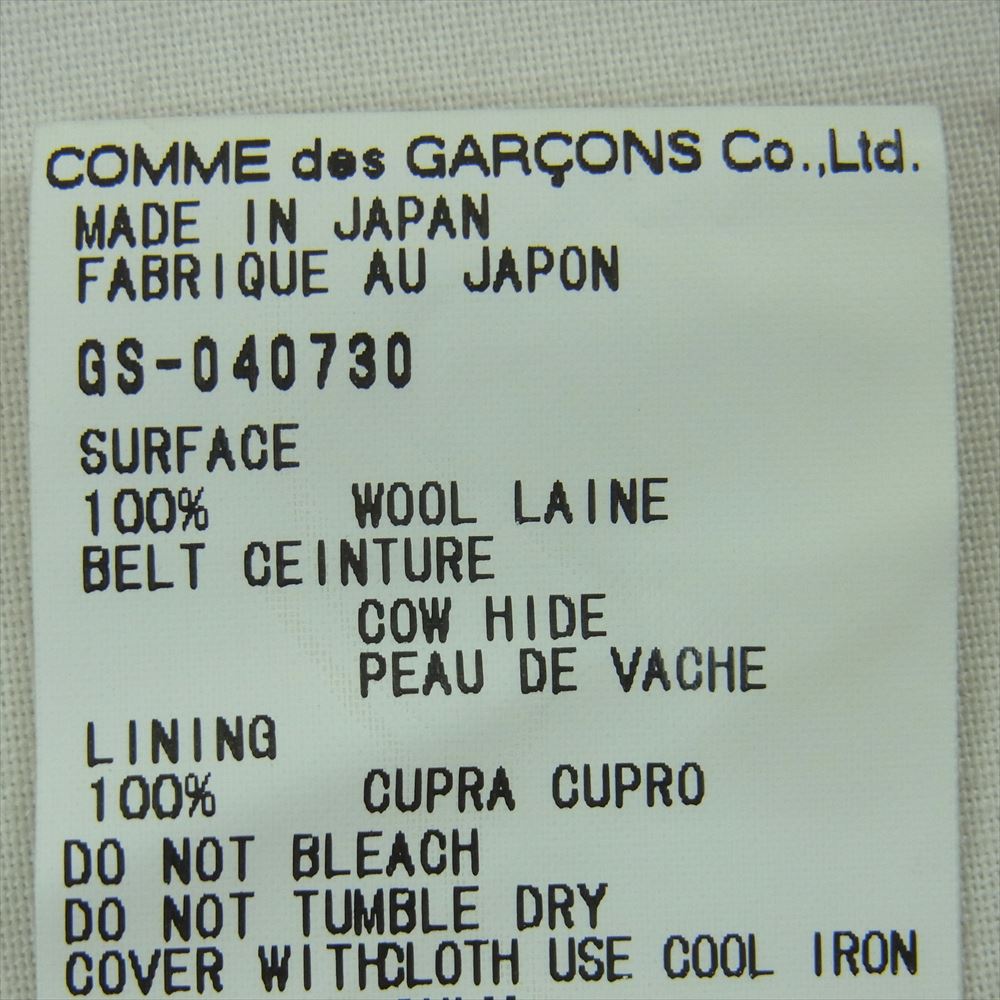 COMME des GARÇONS Co.,Ltd.
MADE IN JAPAN
FABRIQUE AU JAPON
GS-040730
SURFACE
100% WOOL LAINE
BELT CEINTURE
COW HIDE
PEAU DE VACHE
LINING
100% CUPRA CUPRO
DO NOT BLEACH
DO NOT TUMBLE DRY
COVER WITHCLOTH USE COOL IRON